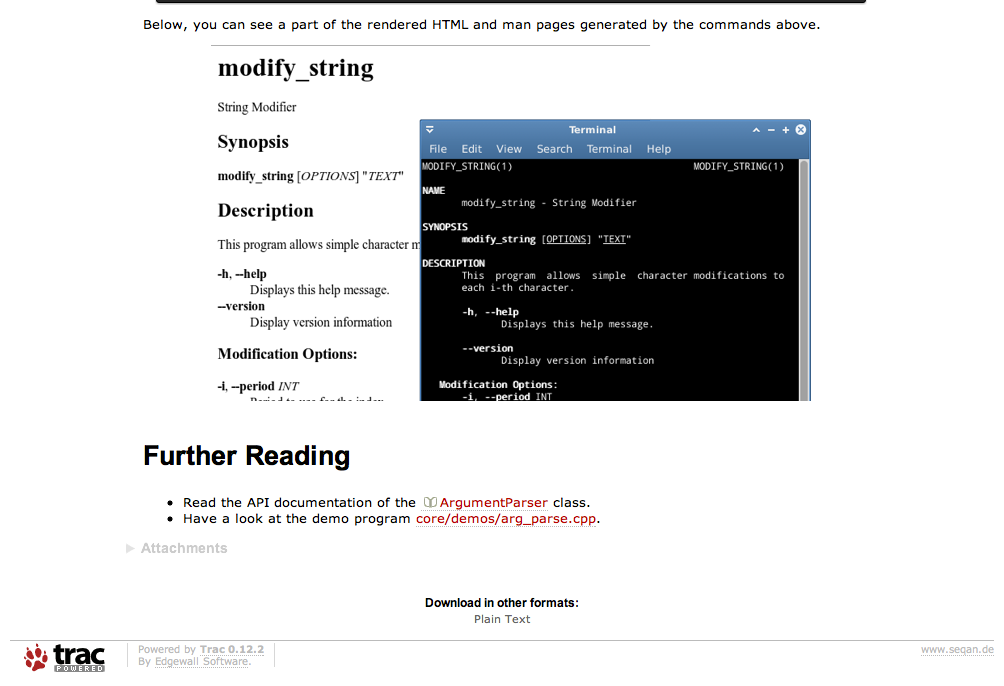 Below, you can see a part of the rendered HTML and man pages generated by the commands above.
modify_string
String Modifier
Synopsis
modify_string [OPTIONS] "TEXT"
Description
This program allows simple character m
-h, --help
Displays this help message.
--version
Display version information
Modification Options:
-i, --period INT
Period to use for the index
Terminal
File Edit View Search Terminal Help
MODIFY_STRING(1) MODIFY_STRING(1)
NAME
modify_string - String Modifier
SYNOPSIS
modify_string [OPTIONS] "TEXT"
DESCRIPTION
This program allows simple character modifications to
each i-th character.
-h, --help
Displays this help message.
--version
Display version information
Modification Options:
-i, --period INT
Further Reading
• Read the API documentation of the ArgumentParser class.
• Have a look at the demo program core/demos/arg_parse.cpp.
Attachments
Download in other formats:
Plain Text
trac
POWERED
Powered by Trac 0.12.2
By Edgewall Software.
www.seqan.de